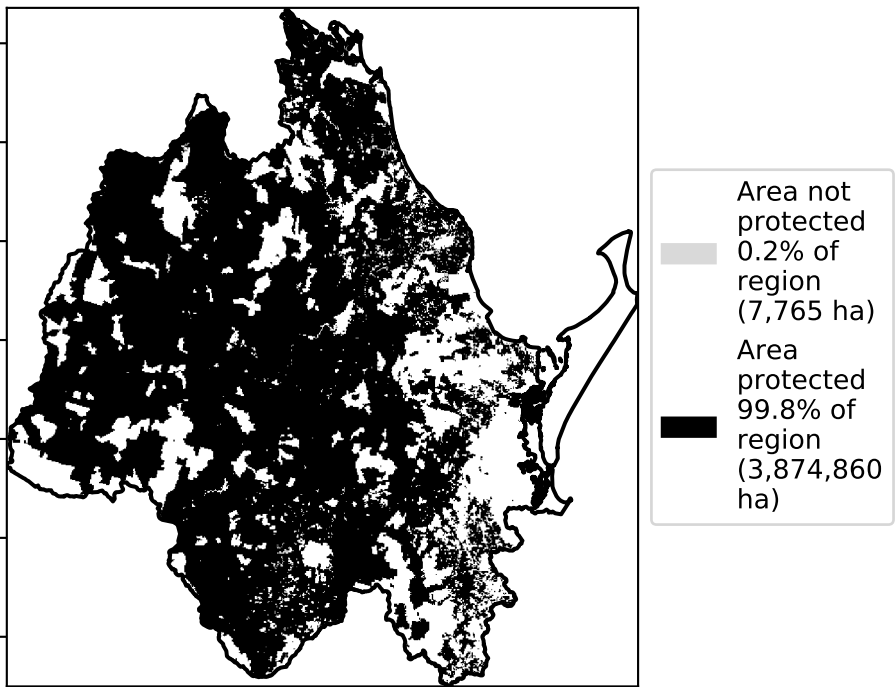 Area not
protected
0.2% of
region
(7,765 ha)
Area
protected
99.8% of
region
(3,874,860
ha)